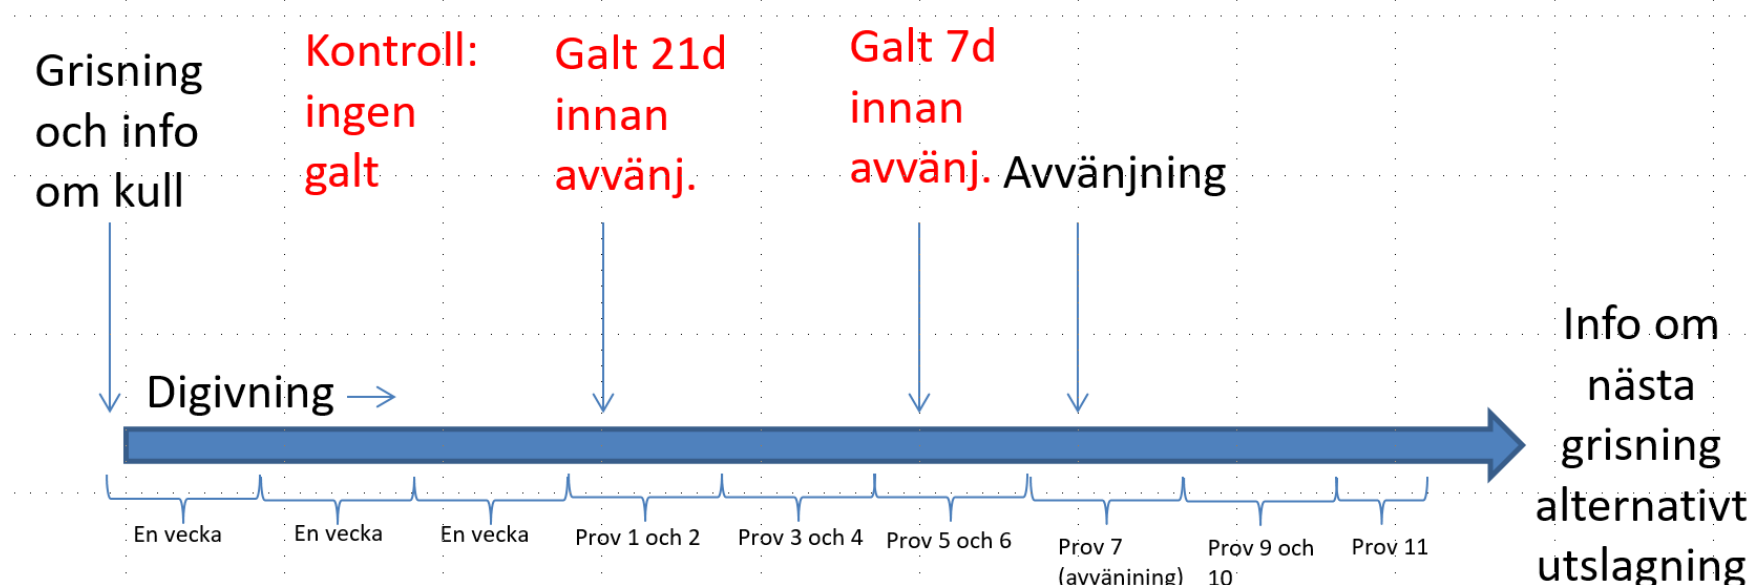 Grisning
och info
om kull
Kontroll:
ingen
galt
Galt 21d
innan
avvänj.
Galt 7d
innan
avvänj.
Avvänjning
Digivning
Info om
nästa
grisning
alternativt
utslagning
En vecka
En vecka
En vecka
Prov 1 och 2
Prov 3 och 4
Prov 5 och 6
Prov 7
(avvänjning)
Prov 9 och
10
Prov 11